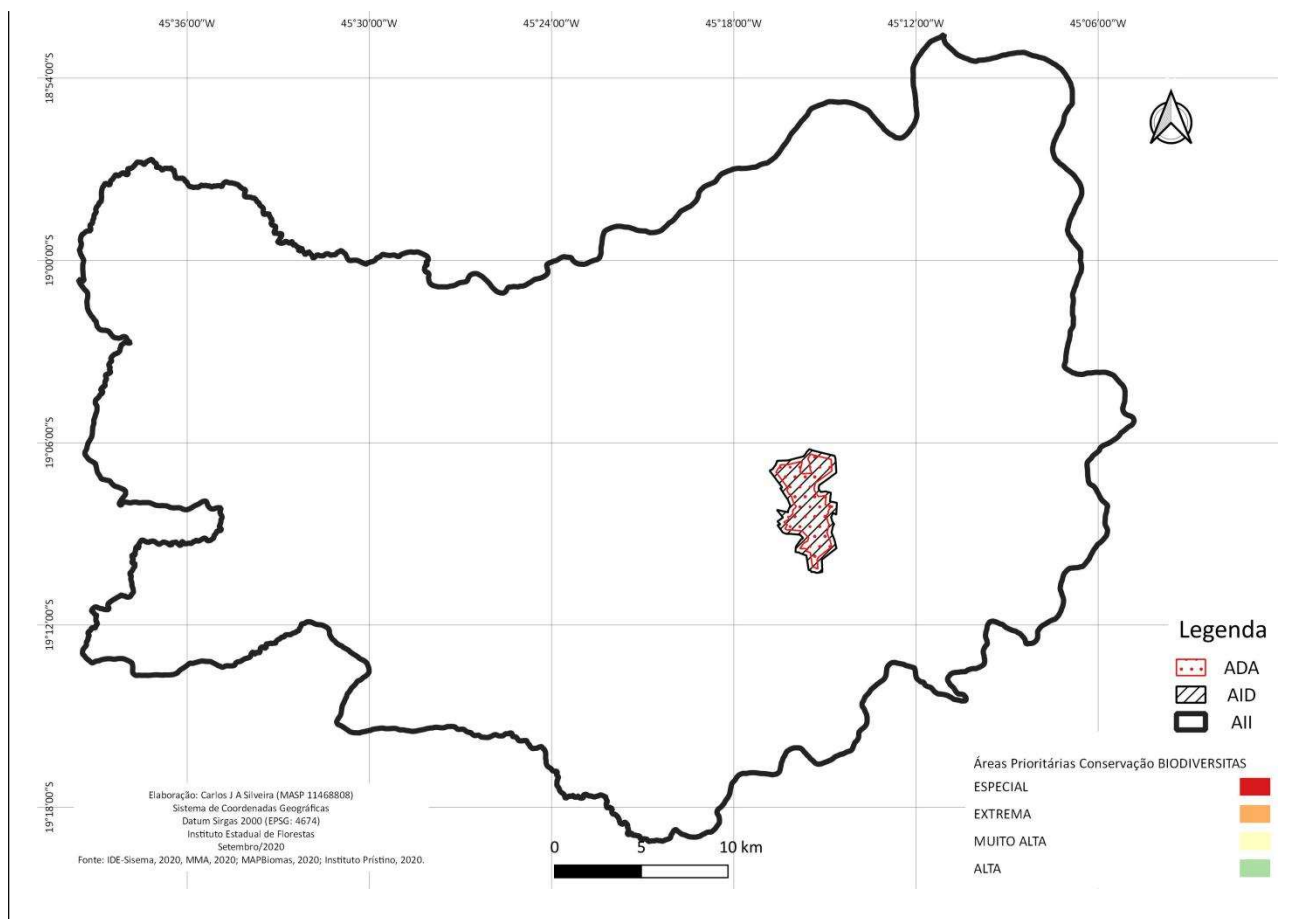 45°36'00"W 45°30'00"W 45°24'00"W 45°18'00"W 45°12'00"W 45°06'00"W
18°54'00"S
19°00'00"S
19°06'00"S
19°12'00"S
19°18'00"S
Legenda
ADA
AID
AII
Áreas Prioritárias Conservação BIODIVERSITAS
ESPECIAL
EXTREMA
MUITO ALTA
ALTA
Elaboração: Carlos J A Silveira (MASP 11468808)
Sistema de Coordenadas Geográficas
Datum Sirgas 2000 (EPSG: 4674)
Instituto Estadual de Florestas
Setembro/2020
Fonte: IDE-Sisema, 2020, MMA, 2020; MAPBiomas, 2020; Instituto Prístino, 2020.
0 5 10 km